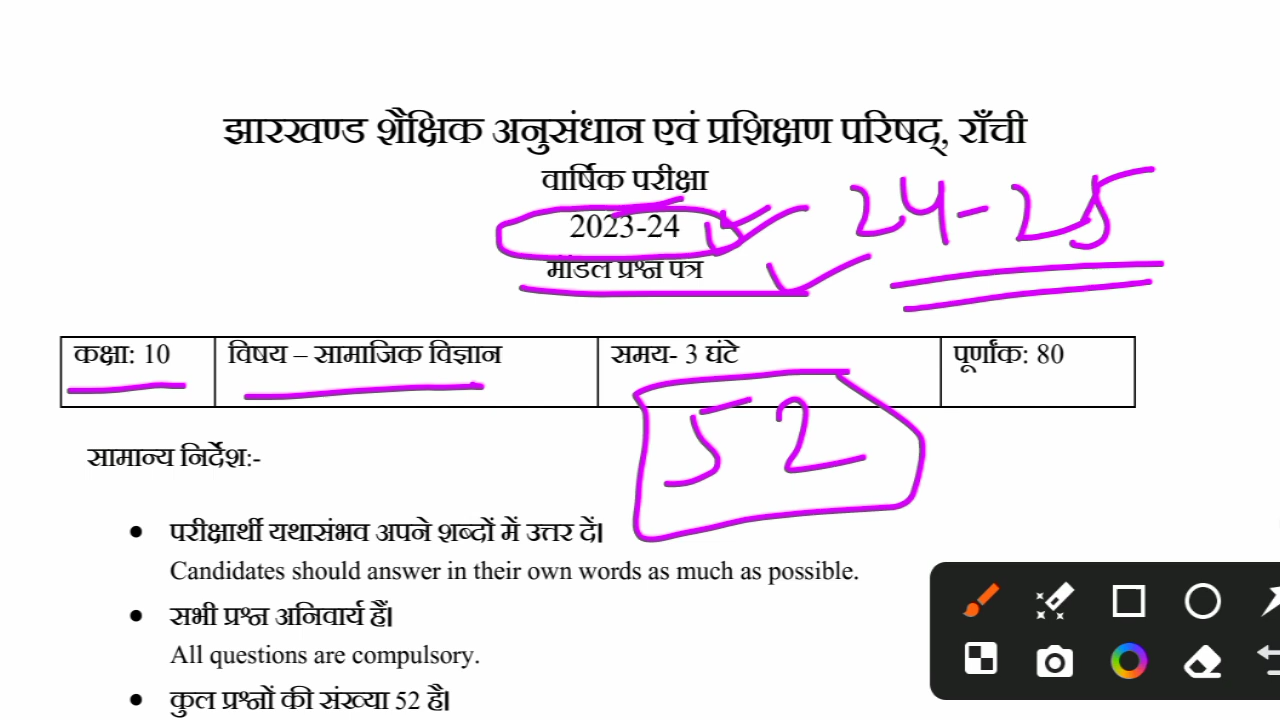 झारखण्ड शैक्षिक अनुसंधान एवं प्रशिक्षण परिषद्, राँची
वार्षिक परीक्षा
2023-24
24-25
मॉडल प्रश्न पत्र
कक्षा: 10 विषय – सामाजिक विज्ञान समय- 3 घंटे पूर्णांक: 80
52
सामान्य निर्देश:-
• परीक्षार्थी यथासंभव अपने शब्दों में उत्तर दें।
Candidates should answer in their own words as much as possible.
• सभी प्रश्न अनिवार्य हैं।
All questions are compulsory.
• कुल प्रश्नों की संख्या 52 है।